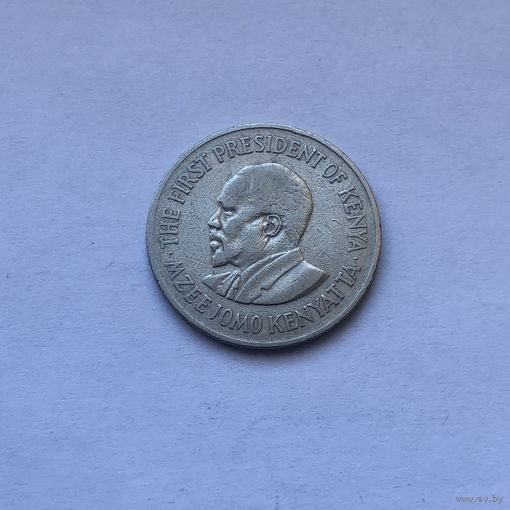 · THE FIRST PRESIDENT OF KENYA ·
MZEE JOMO KENYATTA
www.ay.by